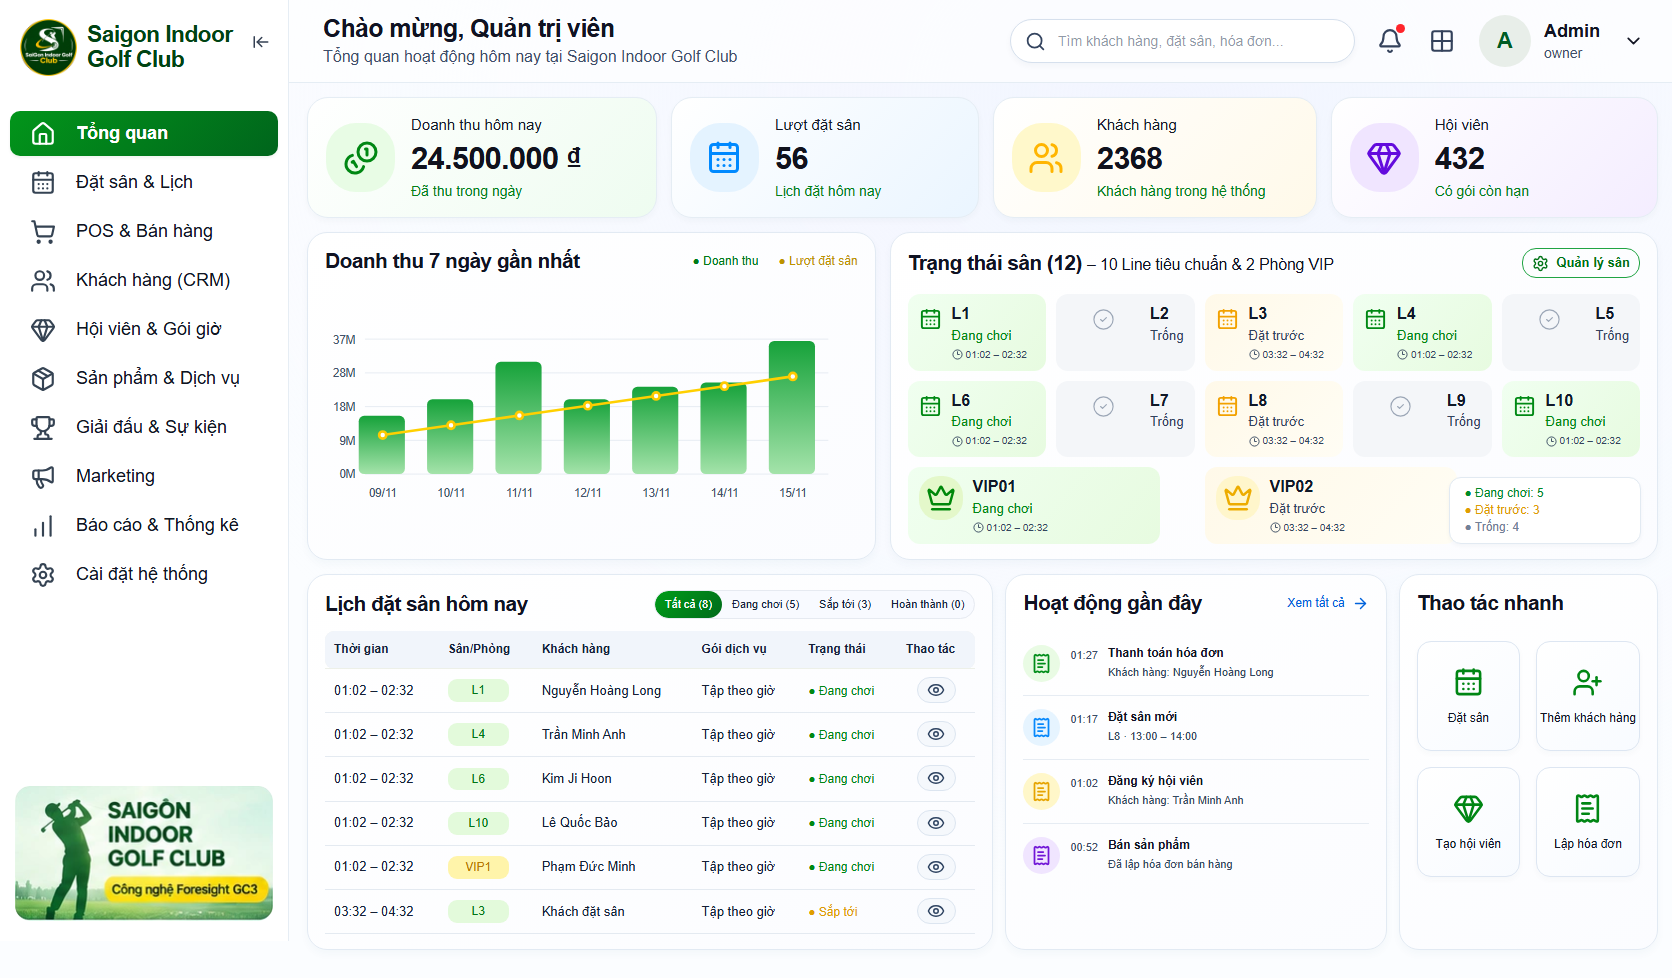 Saigon Indoor
Golf Club
Chào mừng, Quản trị viên
Tổng quan hoạt động hôm nay tại Saigon Indoor Golf Club
Tìm khách hàng, đặt sân, hóa đơn...
A
Admin
owner
Tổng quan
Đặt sân & Lịch
POS & Bán hàng
Khách hàng (CRM)
Hội viên & Gói giờ
Sản phẩm & Dịch vụ
Giải đấu & Sự kiện
Marketing
Báo cáo & Thống kê
Cài đặt hệ thống
SAIGÒN
INDOOR
GOLF CLUB
Công nghệ Foresight GC3
Doanh thu hôm nay
24.500.000 ₫
Đã thu trong ngày
Lượt đặt sân
56
Lịch đặt hôm nay
Khách hàng
2368
Khách hàng trong hệ thống
Hội viên
432
Có gói còn hạn
Doanh thu 7 ngày gần nhất
● Doanh thu
● Lượt đặt sân
37M
28M
18M
9M
0M
09/11 10/11 11/11 12/11 13/11 14/11 15/11
Trạng thái sân (12) – 10 Line tiêu chuẩn & 2 Phòng VIP
Quản lý sân
L1
Đang chơi
01:02 – 02:32
L2
Trống
L3
Đặt trước
03:32 – 04:32
L4
Đang chơi
01:02 – 02:32
L5
Trống
L6
Đang chơi
01:02 – 02:32
L7
Trống
L8
Đặt trước
03:32 – 04:32
L9
Trống
L10
Đang chơi
01:02 – 02:32
VIP01
Đang chơi
01:02 – 02:32
VIP02
Đặt trước
03:32 – 04:32
● Đang chơi: 5
● Đặt trước: 3
● Trống: 4
Lịch đặt sân hôm nay
Tất cả (8) Đang chơi (5) Sắp tới (3) Hoàn thành (0)
Thời gian Sân/Phòng Khách hàng Gói dịch vụ Trạng thái Thao tác
01:02 – 02:32 L1 Nguyễn Hoàng Long Tập theo giờ ● Đang chơi
01:02 – 02:32 L4 Trần Minh Anh Tập theo giờ ● Đang chơi
01:02 – 02:32 L6 Kim Ji Hoon Tập theo giờ ● Đang chơi
01:02 – 02:32 L10 Lê Quốc Bảo Tập theo giờ ● Đang chơi
01:02 – 02:32 VIP1 Phạm Đức Minh Tập theo giờ ● Đang chơi
03:32 – 04:32 L3 Khách đặt sân Tập theo giờ ● Sắp tới
Hoạt động gần đây
Xem tất cả
01:27 Thanh toán hóa đơn
Khách hàng: Nguyễn Hoàng Long
01:17 Đặt sân mới
L8 · 13:00 – 14:00
01:02 Đăng ký hội viên
Khách hàng: Trần Minh Anh
00:52 Bán sản phẩm
Đã lập hóa đơn bán hàng
Thao tác nhanh
Đặt sân
Thêm khách hàng
Tạo hội viên
Lập hóa đơn